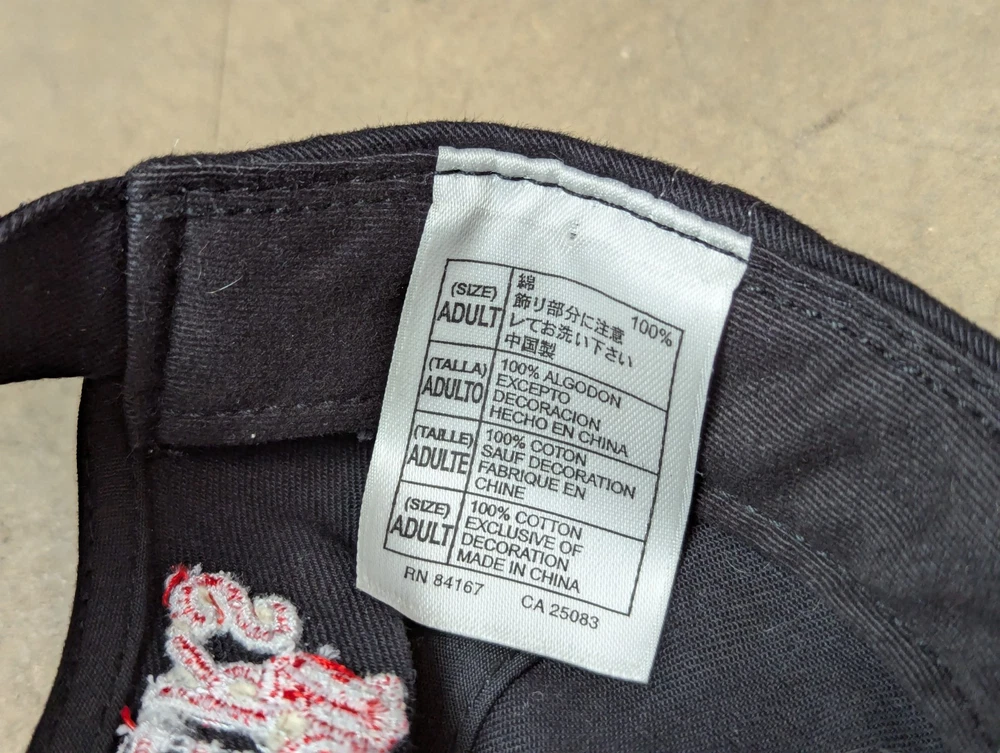 (SIZE)
ADULT
綿 100%
飾り部分に注意
してお洗い下さい
中国製
(TALLA)
ADULTO
100% ALGODON
EXCEPTO
DECORACION
HECHO EN CHINA
(TAILLE)
ADULTE
100% COTON
SAUF DECORATION
FABRIQUE EN
CHINE
(SIZE)
ADULT
100% COTTON
EXCLUSIVE OF
DECORATION
MADE IN CHINA
RN 84167 CA 25083